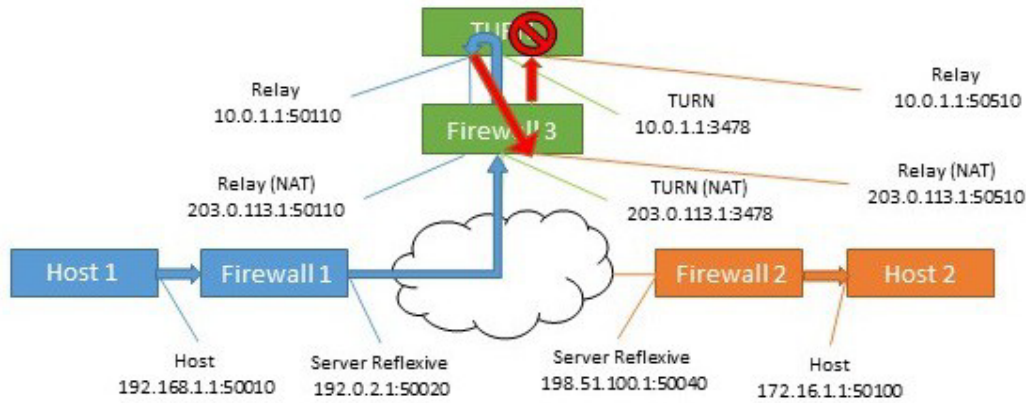 TURN
Relay
10.0.1.1:50110
TURN
10.0.1.1:3478
Relay
10.0.1.1:50510
Firewall 3
Relay (NAT)
203.0.113.1:50110
TURN (NAT)
203.0.113.1:3478
Relay (NAT)
203.0.113.1:50510
Host 1
Firewall 1
Firewall 2
Host 2
Host
192.168.1.1:50010
Server Reflexive
192.0.2.1:50020
Server Reflexive
198.51.100.1:50040
Host
172.16.1.1:50100